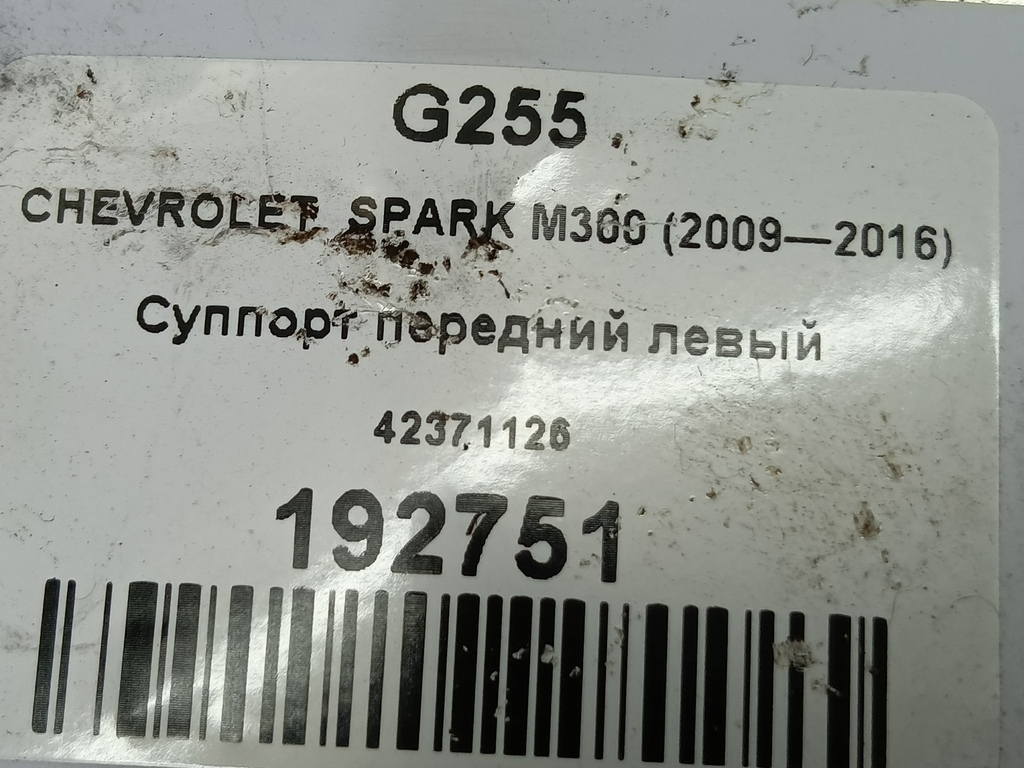 G255
CHEVROLET SPARK M300 (2009—2016)
Суппорт передний левый
42371126
192751